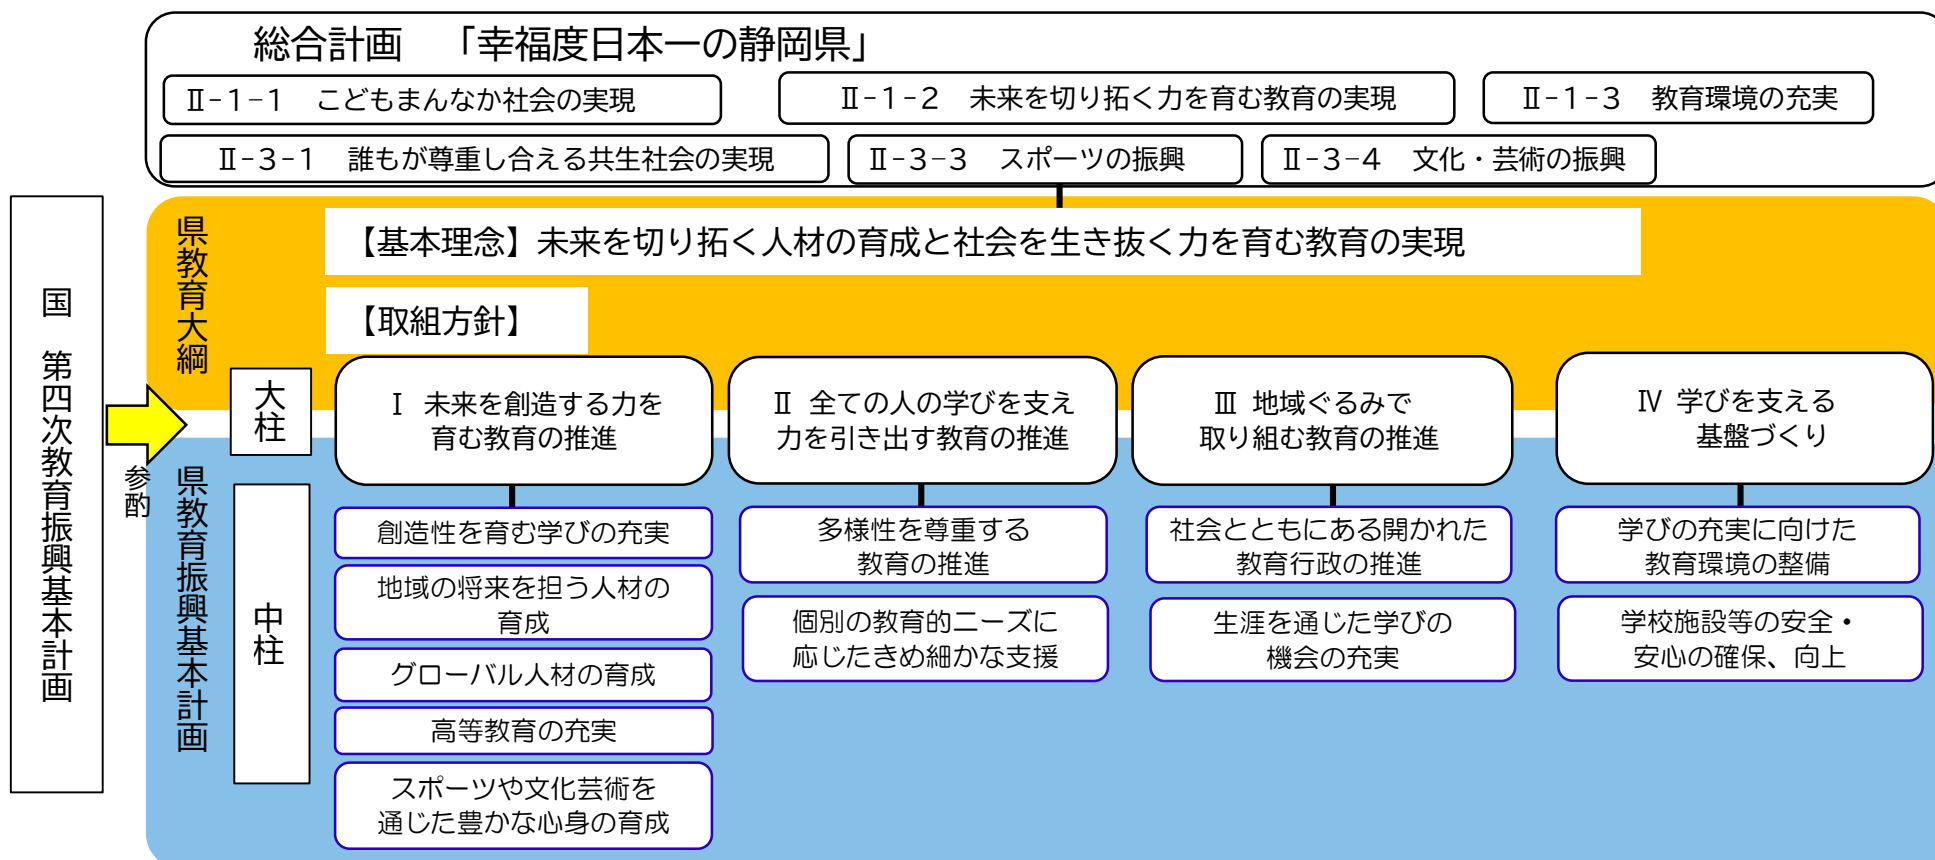 総合計画 「幸福度日本一の静岡県」
Ⅱ-1-1 こどもまんなか社会の実現
Ⅱ-1-2 未来を切り拓く力を育む教育の実現
Ⅱ-1-3 教育環境の充実
Ⅱ-3-1 誰もが尊重し合える共生社会の実現
Ⅱ-3-3 スポーツの振興
Ⅱ-3-4 文化・芸術の振興
国 第四次教育振興基本計画
参酌
県教育大綱
【基本理念】未来を切り拓く人材の育成と社会を生き抜く力を育む教育の実現
【取組方針】
大柱
Ⅰ 未来を創造する力を
育む教育の推進
Ⅱ 全ての人の学びを支え
力を引き出す教育の推進
Ⅲ 地域ぐるみで
取り組む教育の推進
Ⅳ 学びを支える
基盤づくり
県教育振興基本計画
中柱
創造性を育む学びの充実
地域の将来を担う人材の
育成
グローバル人材の育成
高等教育の充実
スポーツや文化芸術を
通じた豊かな心身の育成
多様性を尊重する
教育の推進
個別の教育的ニーズに
応じたきめ細かな支援
社会とともにある開かれた
教育行政の推進
生涯を通じた学びの
機会の充実
学びの充実に向けた
教育環境の整備
学校施設等の安全・
安心の確保、向上